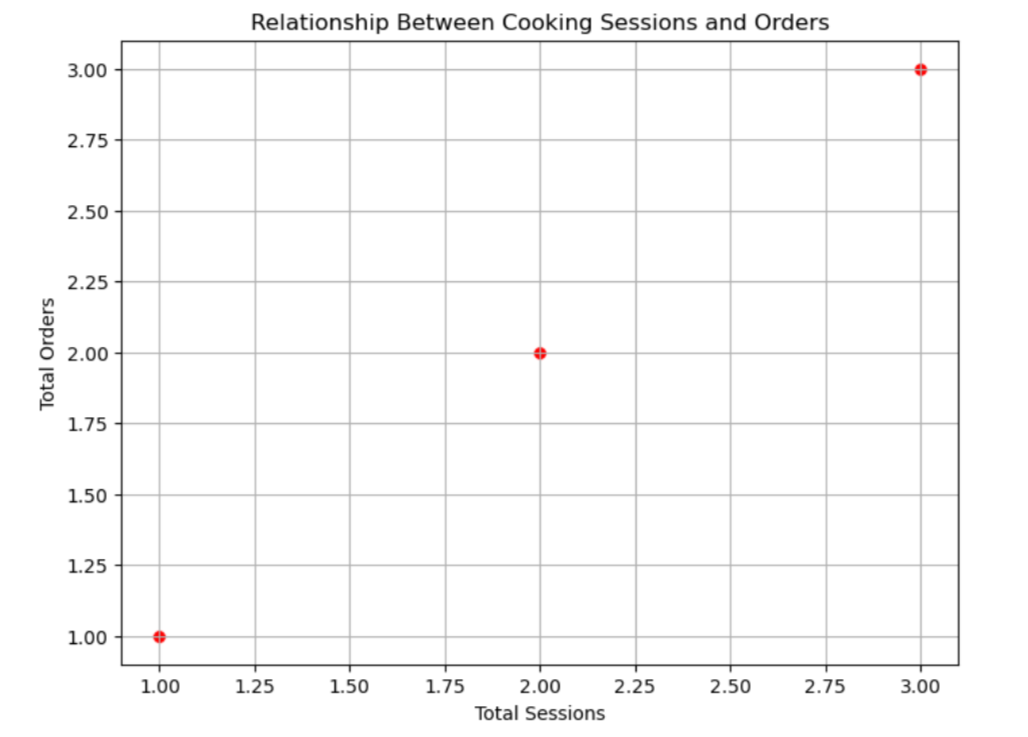 Relationship Between Cooking Sessions and Orders
3.00
2.75
2.50
2.25
2.00
1.75
1.50
1.25
1.00
Total Orders
1.00 1.25 1.50 1.75 2.00 2.25 2.50 2.75 3.00
Total Sessions